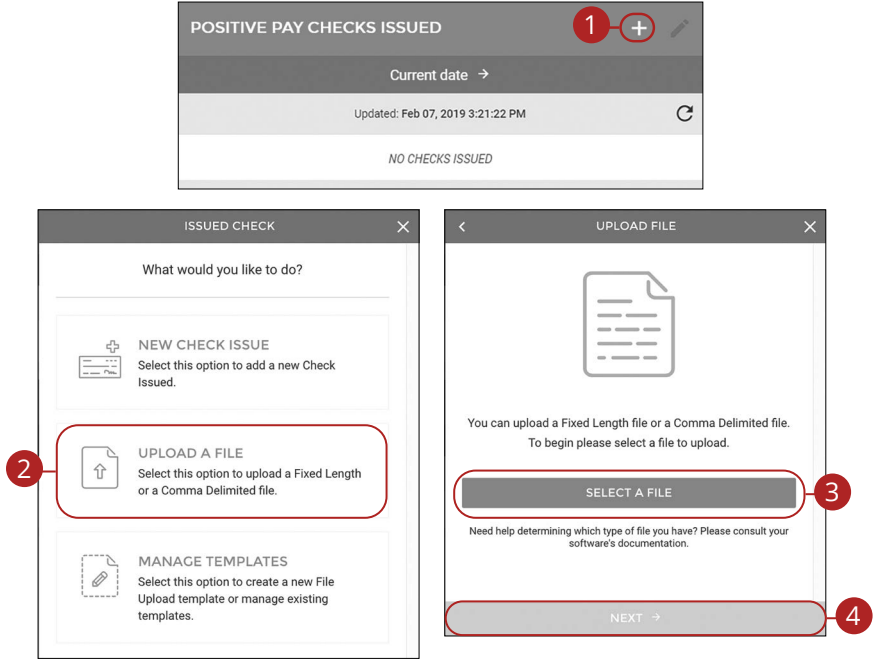 POSITIVE PAY CHECKS ISSUED
1
Current date →
Updated: Feb 07, 2019 3:21:22 PM
NO CHECKS ISSUED
ISSUED CHECK
What would you like to do?
NEW CHECK ISSUE
Select this option to add a new Check
Issued.
2
UPLOAD A FILE
Select this option to upload a Fixed Length
or a Comma Delimited file.
MANAGE TEMPLATES
Select this option to create a new File
Upload template or manage existing
templates.
UPLOAD FILE
You can upload a Fixed Length file or a Comma Delimited file.
To begin please select a file to upload.
SELECT A FILE
3
Need help determining which type of file you have? Please consult your
software's documentation.
NEXT →
4